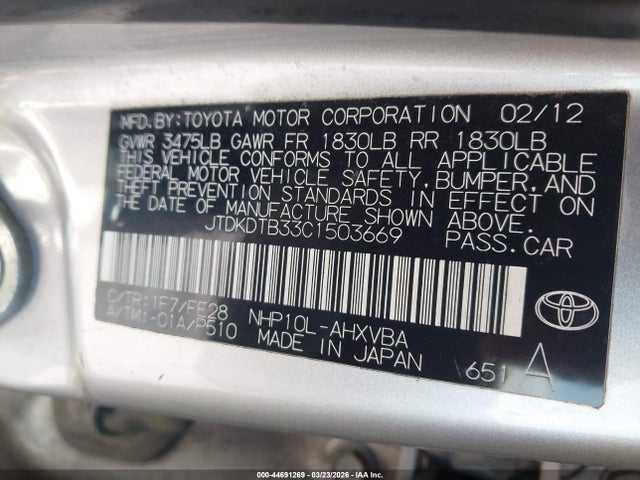 MFD.BY:TOYOTA MOTOR CORPORATION 02/12
GVWR 3475LB GAWR FR 1830LB RR 1830LB
THIS VEHICLE CONFORMS TO ALL APPLICABLE
FEDERAL MOTOR VEHICLE SAFETY, BUMPER, AND
THEFT PREVENTION STANDARDS IN EFFECT ON
THE DATE OF MANUFACTURE SHOWN ABOVE.
JTDKDTB33C1503669 PASS.CAR
C/TR:1F7/FE28
A/TM:-01A/P510 NHP10L-AHXVBA
MADE IN JAPAN 651 A
000-44691269 03/23/2026 IAA Inc.